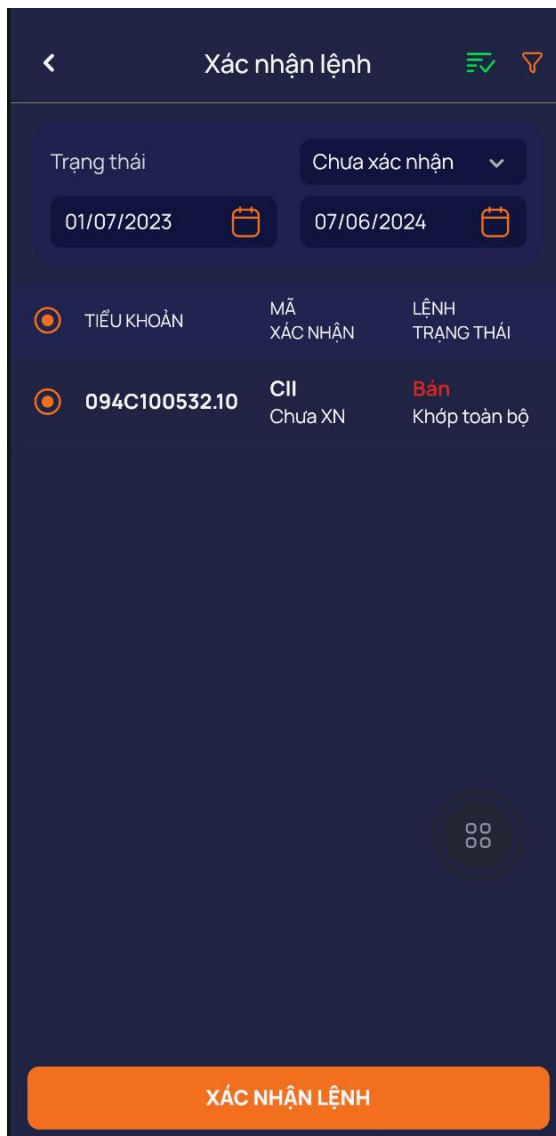 Xác nhận lệnh
Trạng thái
Chưa xác nhận
01/07/2023
07/06/2024
TIỂU KHOẢN
MÃ
XÁC NHẬN
LỆNH
TRẠNG THÁI
094C100532.10
CII
Chưa XN
Bán
Khớp toàn bộ
XÁC NHẬN LỆNH